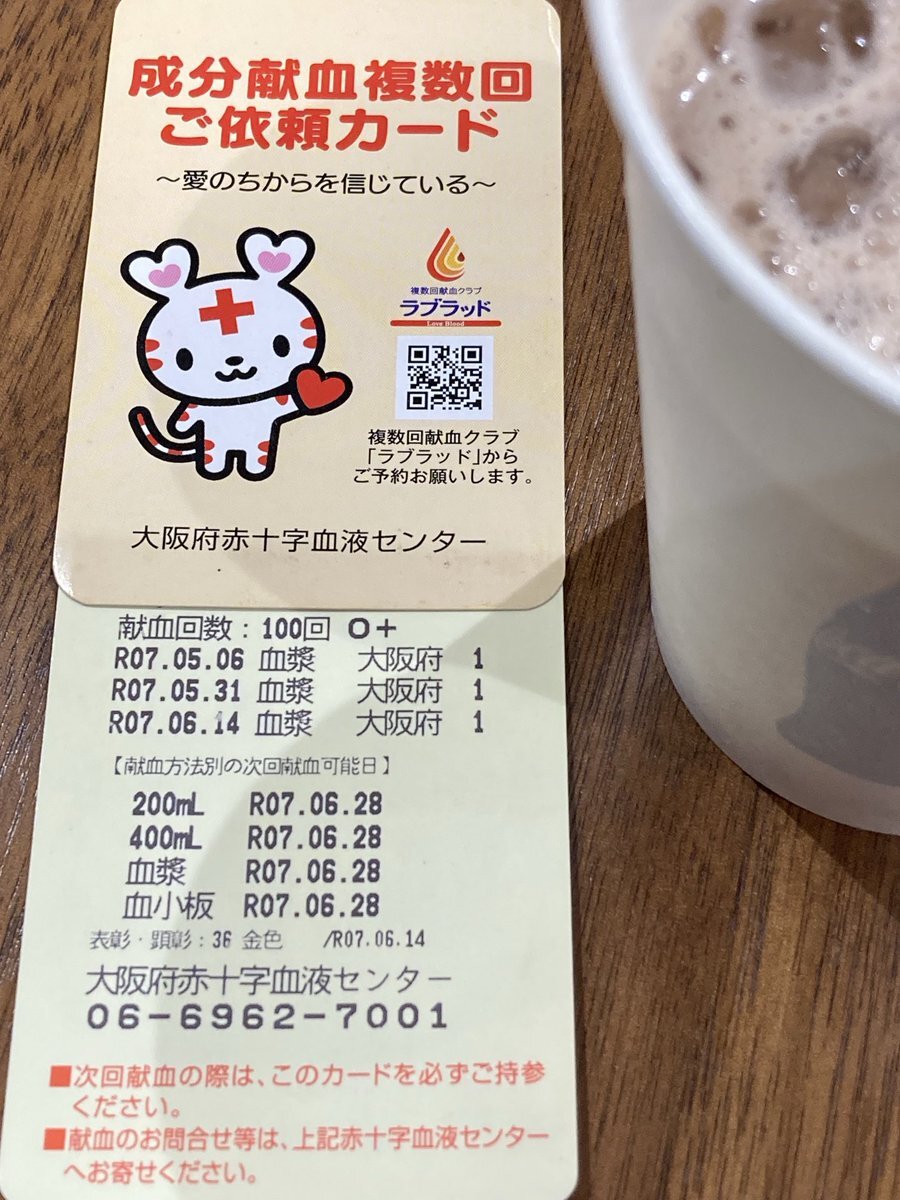 成分献血複数回
ご依頼カード
～愛のちからを信じている～
複数回献血クラブ
ラブラッド
Love Blood
複数回献血クラブ
「ラブラッド」から
ご予約お願いします。
大阪府赤十字血液センター
献血回数：100回 O+
R07.05.06 血漿 大阪府 1
R07.05.31 血漿 大阪府 1
R07.06.14 血漿 大阪府 1
【献血方法別の次回献血可能日】
200mL R07.06.28
400mL R07.06.28
血漿 R07.06.28
血小板 R07.06.28
表彰・顕彰：36 金色 /R07.06.14
大阪府赤十字血液センター
06-6962-7001
■次回献血の際は、このカードを必ずご持参
ください。
■献血のお問合せ等は、上記赤十字血液センター
へお寄せください。